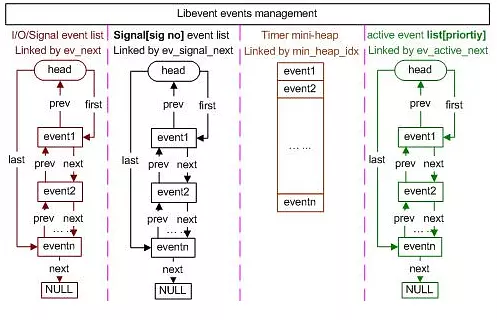 Libevent events management
I/O/Signal event list
Linked by ev_next
head
prev
first
event1
last
prev
next
event2
prev
next
... ...
eventn
next
NULL
Signal[sig no] event list
Linked by ev_signal_next
head
prev
first
event1
last
prev
next
event2
prev
next
... ...
eventn
next
NULL
Timer mini-heap
Linked by min_heap_idx
event1
event2
... ...
eventn
active event list[priortiy]
Linked by ev_active_next
head
prev
first
event1
last
prev
next
event2
prev
next
... ...
eventn
next
NULL